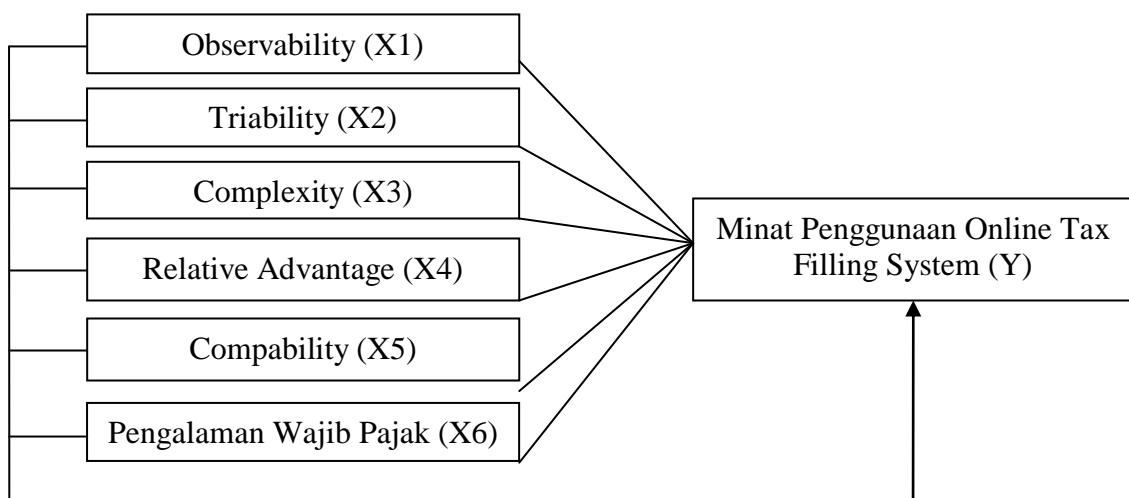 Observability (X1)
Triability (X2)
Complexity (X3)
Relative Advantage (X4)
Compability (X5)
Pengalaman Wajib Pajak (X6)
Minat Penggunaan Online Tax
Filling System (Y)